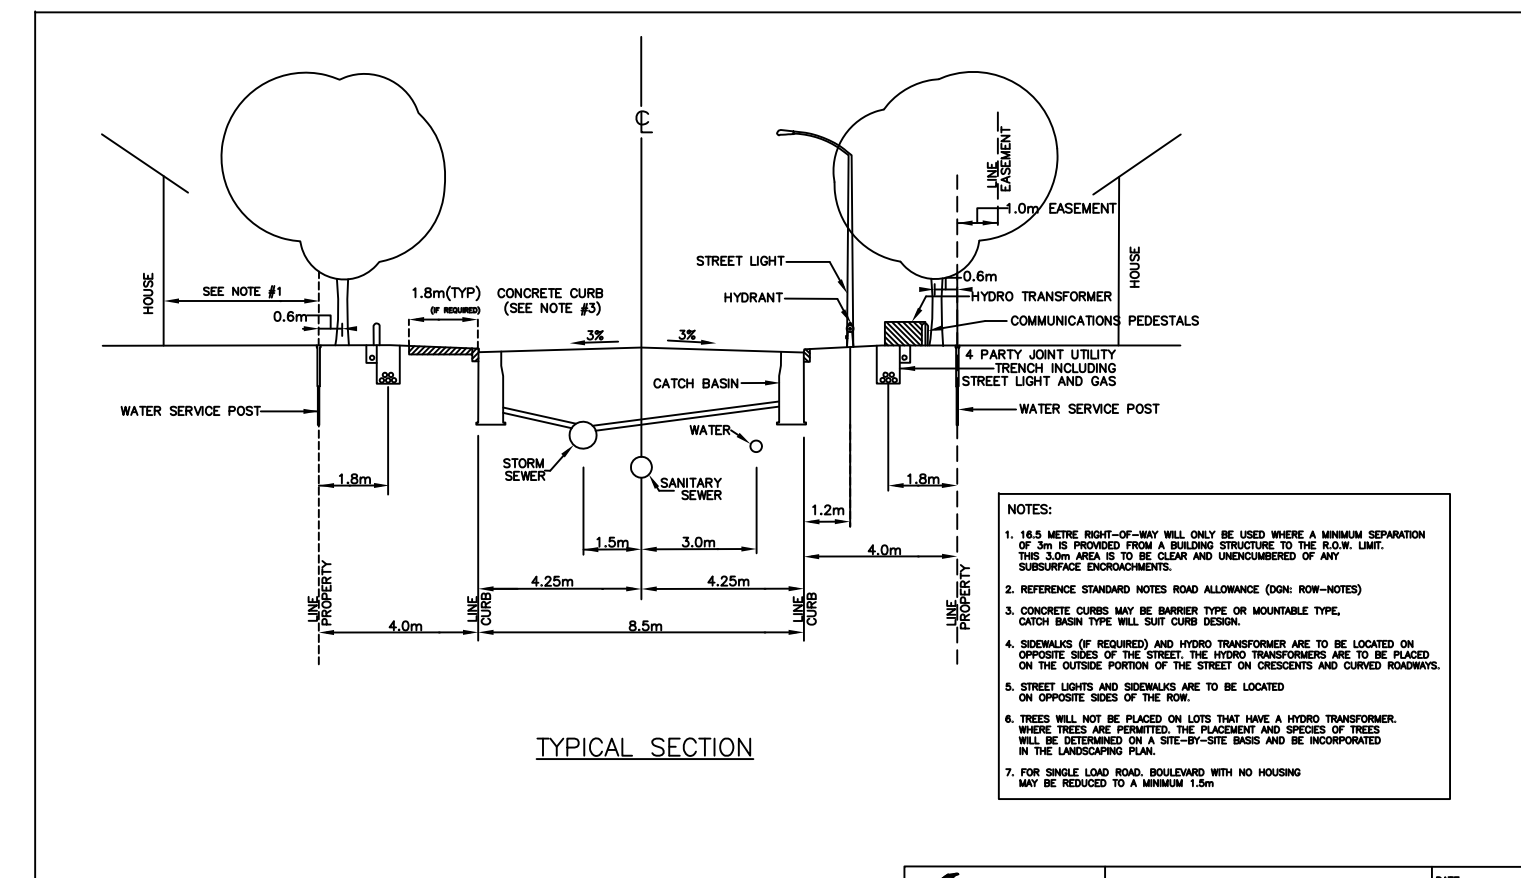 ℄
LINE
EASEMENT
1.0m EASEMENT
HOUSE
SEE NOTE #1
0.6m
1.8m(TYP)
(IF REQUIRED)
CONCRETE CURB
(SEE NOTE #3)
3%
3%
STREET LIGHT
HYDRANT
0.6m
HYDRO TRANSFORMER
COMMUNICATIONS PEDESTALS
HOUSE
4 PARTY JOINT UTILITY
TRENCH INCLUDING
STREET LIGHT AND GAS
CATCH BASIN
WATER SERVICE POST
WATER SERVICE POST
WATER
STORM
SEWER
SANITARY
SEWER
1.8m
1.8m
1.2m
1.5m
3.0m
4.0m
4.25m
4.25m
LINE
PROPERTY
LINE
CURB
LINE
CURB
LINE
PROPERTY
4.0m
8.5m
TYPICAL SECTION
NOTES:
1. 16.5 METRE RIGHT-OF-WAY WILL ONLY BE USED WHERE A MINIMUM SEPARATION
OF 3m IS PROVIDED FROM A BUILDING STRUCTURE TO THE R.O.W. LIMIT.
THIS 3.0m AREA IS TO BE CLEAR AND UNENCUMBERED OF ANY
SUBSURFACE ENCROACHMENTS.
2. REFERENCE STANDARD NOTES ROAD ALLOWANCE (DGN: ROW-NOTES)
3. CONCRETE CURBS MAY BE BARRIER TYPE OR MOUNTABLE TYPE,
CATCH BASIN TYPE WILL SUIT CURB DESIGN.
4. SIDEWALKS (IF REQUIRED) AND HYDRO TRANSFORMER ARE TO BE LOCATED ON
OPPOSITE SIDES OF THE STREET. THE HYDRO TRANSFORMERS ARE TO BE PLACED
ON THE OUTSIDE PORTION OF THE STREET ON CRESCENTS AND CURVED ROADWAYS.
5. STREET LIGHTS AND SIDEWALKS ARE TO BE LOCATED
ON OPPOSITE SIDES OF THE ROW.
6. TREES WILL NOT BE PLACED ON LOTS THAT HAVE A HYDRO TRANSFORMER.
WHERE TREES ARE PERMITTED. THE PLACEMENT AND SPECIES OF TREES
WILL BE DETERMINED ON A SITE-BY-SITE BASIS AND BE INCORPORATED
IN THE LANDSCAPING PLAN.
7. FOR SINGLE LOAD ROAD. BOULEVARD WITH NO HOUSING
MAY BE REDUCED TO A MINIMUM 1.5m